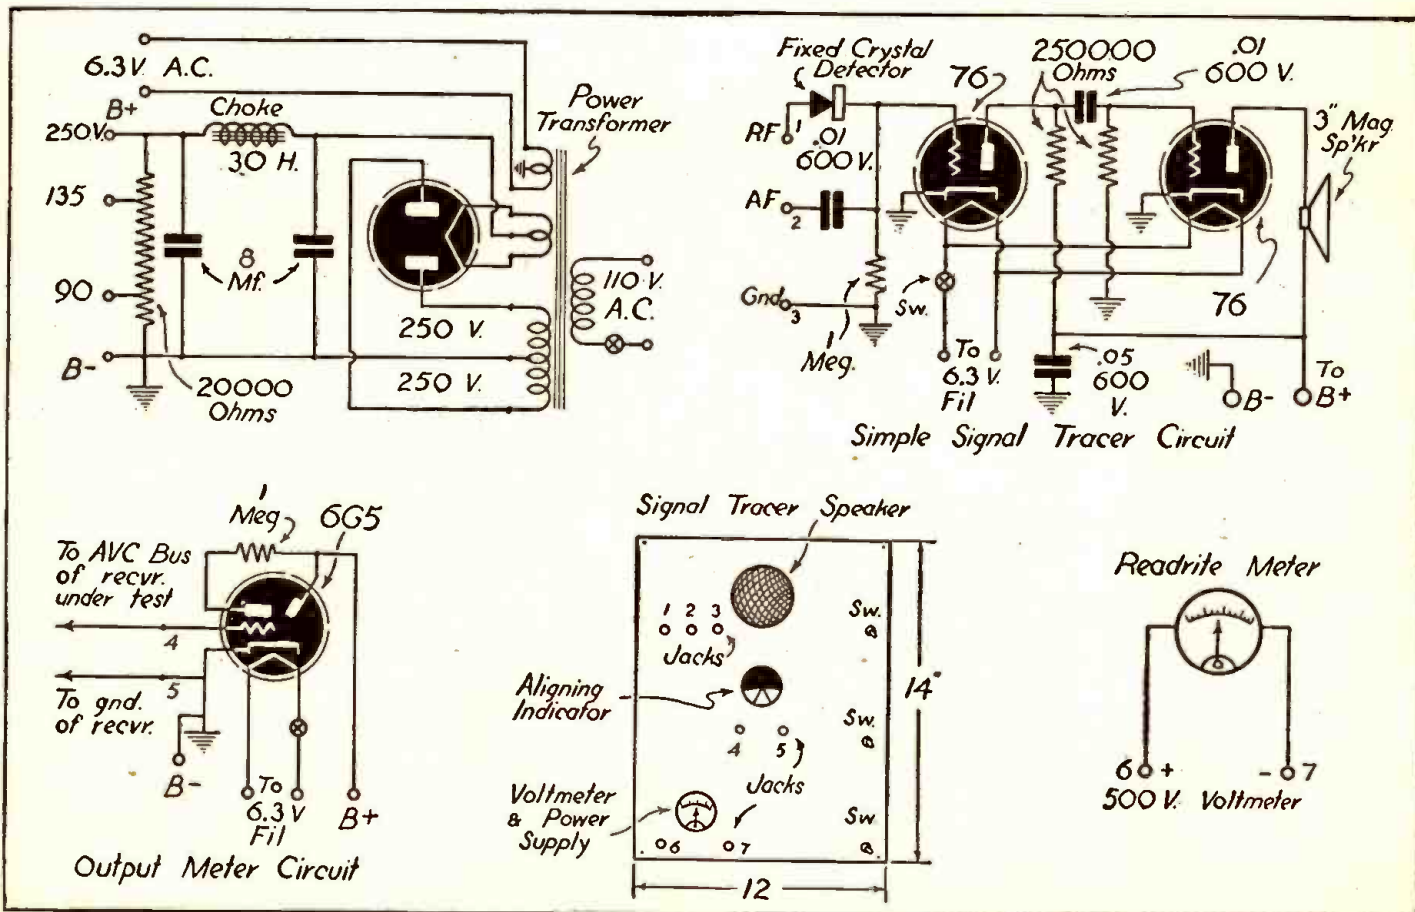 6.3V. A.C.
B+
250V.
135
90
B-
Choke
30 H.
8
Mf.
20000
Ohms
250 V.
250 V.
Power
Transformer
110 V.
A.C.
Fixed Crystal
Detector
RF
1
.01
600 V.
AF
2
Gnd
3
1
Meg.
76
Sw.
To
6.3 V.
Fil
250000
Ohms
.01
600 V.
3" Mag.
Sp'kr
76
.05
600
V.
B-
To
B+
Simple Signal Tracer Circuit
1
Meg
6G5
To AVC Bus
of recvr.
under test
4
5
To gnd.
of recvr.
B-
To
6.3 V
Fil
B+
Output Meter Circuit
Signal Tracer Speaker
1 2 3
Jacks
Sw.
Aligning
Indicator
4 5
Jacks
Sw.
Voltmeter
& Power
Supply
6 7
Sw
14"
12
Readrite Meter
6 + - 7
500 V. Voltmeter